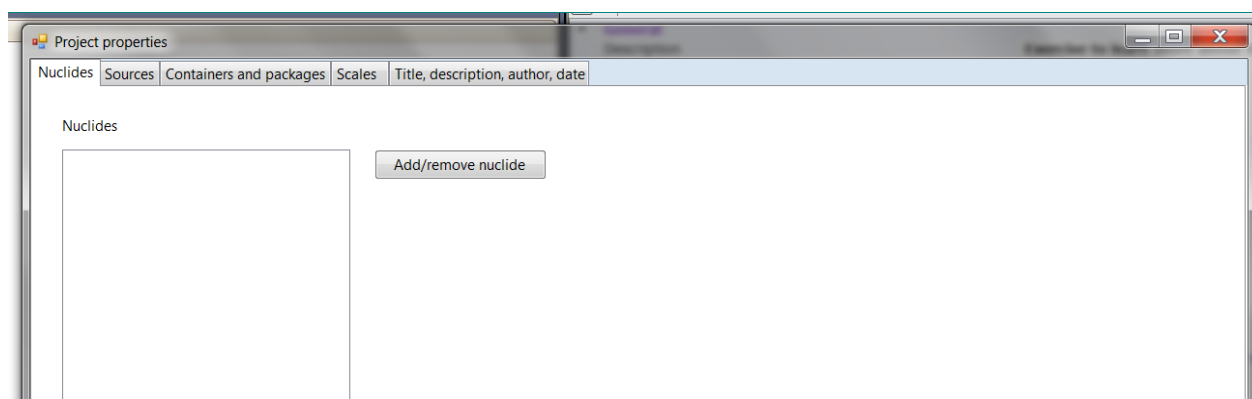 Project properties
Nuclides Sources Containers and packages Scales Title, description, author, date
Nuclides
Add/remove nuclide